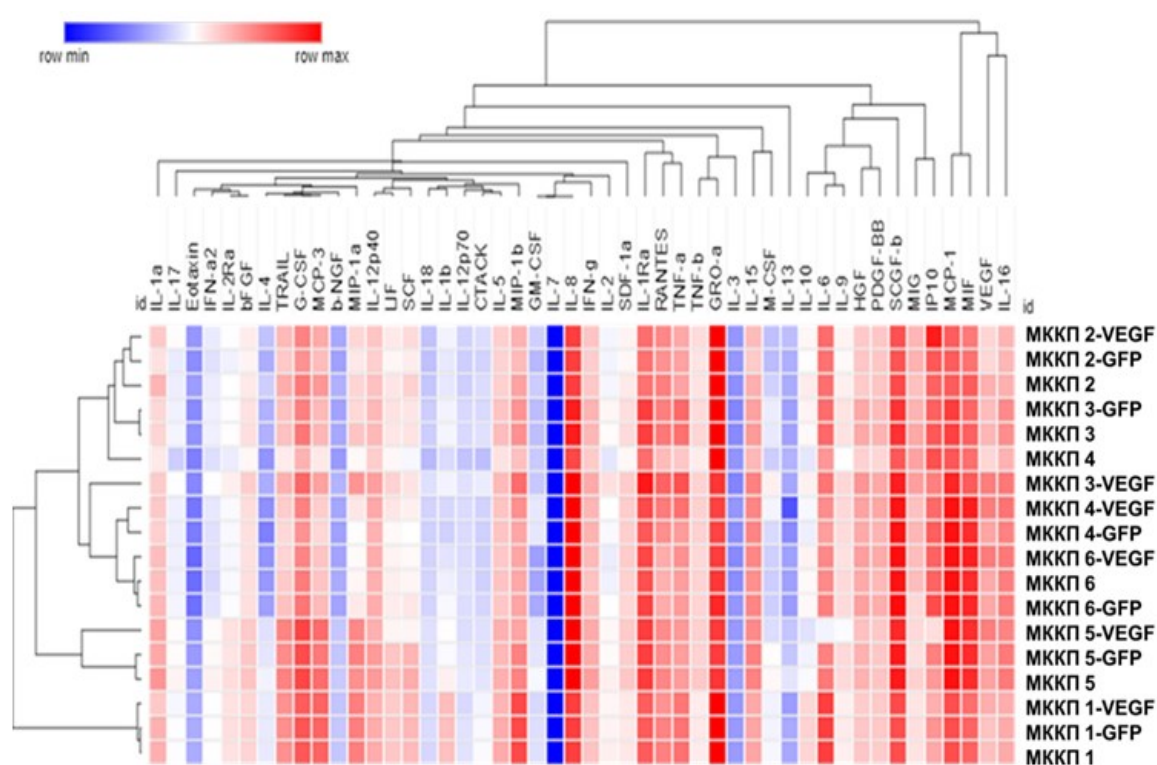 row min
row max
id
IL-1a
IL-17
Eotaxin
IFN-a2
IL-2Ra
bFGF
IL-4
TRAIL
G-CSF
MCP-3
b-NGF
MIP-1a
IL-12p40
LIF
SCF
IL-18
IL-1b
IL-12p70
CTACK
IL-5
MIP-1b
GM-CSF
IL-7
IL-8
IFN-g
IL-2
SDF-1a
IL-1Ra
RANTES
TNF-a
TNF-b
GRO-a
IL-3
IL-15
M-CSF
IL-13
IL-10
IL-6
IL-9
HGF
PDGF-BB
SCGF-b
MIG
IP10
MCP-1
MIF
VEGF
IL-16
id
МККП 2-VEGF
МККП 2-GFP
МККП 2
МККП 3-GFP
МККП 3
МККП 4
МККП 3-VEGF
МККП 4-VEGF
МККП 4-GFP
МККП 6-VEGF
МККП 6
МККП 6-GFP
МККП 5-VEGF
МККП 5-GFP
МККП 5
МККП 1-VEGF
МККП 1-GFP
МККП 1